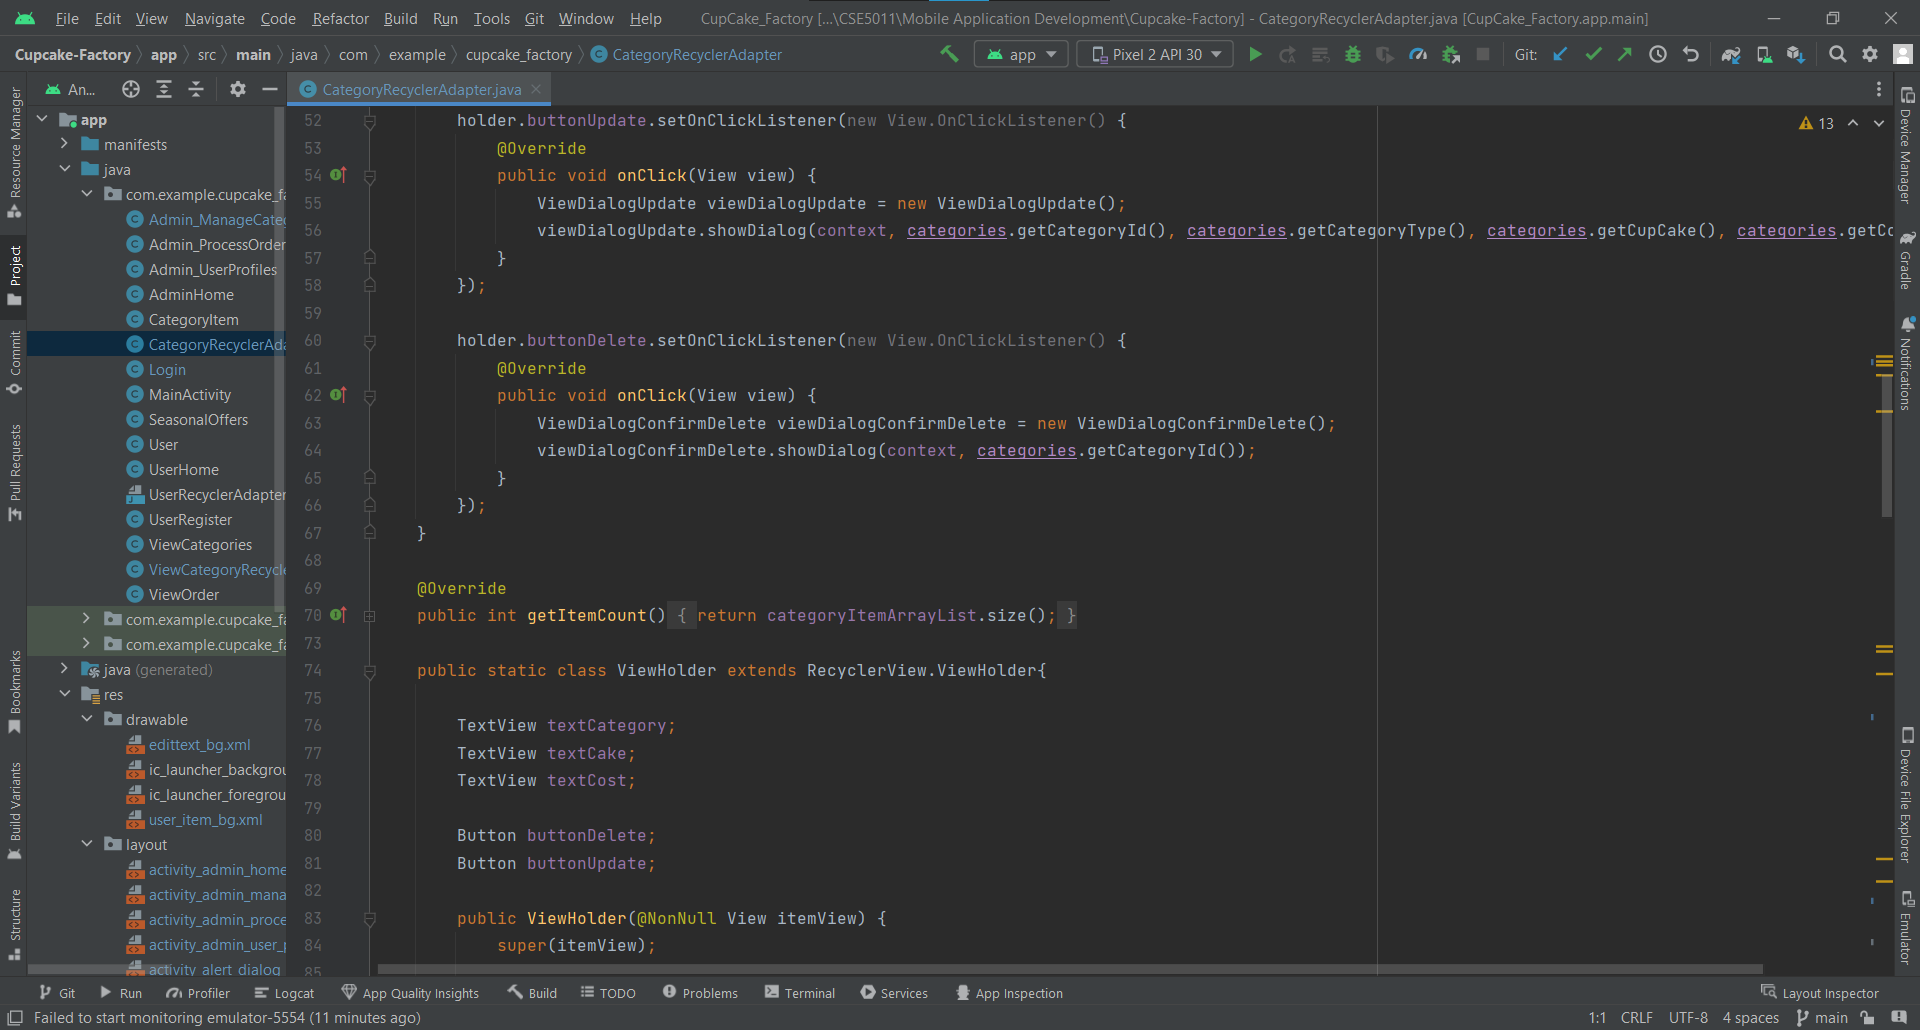 File Edit View Navigate Code Refactor Build Run Tools Git Window Help CupCake_Factory [...\CSE5011\Mobile Application Development\Cupcake-Factory] - CategoryRecyclerAdapter.java [CupCake_Factory.app.main]
Cupcake-Factory app src main java com example cupcake_factory CategoryRecyclerAdapter app Pixel 2 API 30 Git:
An... CategoryRecyclerAdapter.java
Resource Manager
Project
Commit
Pull Requests
Bookmarks
Build Variants
Structure
app
manifests
java
com.example.cupcake_fa
Admin_ManageCateg
Admin_ProcessOrder
Admin_UserProfiles
AdminHome
CategoryItem
CategoryRecyclerAda
Login
MainActivity
SeasonalOffers
User
UserHome
UserRecyclerAdapter
UserRegister
ViewCategories
ViewCategoryRecycle
ViewOrder
com.example.cupcake_fa
com.example.cupcake_fa
java (generated)
res
drawable
edittext_bg.xml
ic_launcher_backgrou
ic_launcher_foregrou
user_item_bg.xml
layout
activity_admin_home
activity_admin_mana
activity_admin_proce
activity_admin_user_p
activity_alert_dialog
13
52 holder.buttonUpdate.setOnClickListener(new View.OnClickListener() {
53 @Override
54 public void onClick(View view) {
55 ViewDialogUpdate viewDialogUpdate = new ViewDialogUpdate();
56 viewDialogUpdate.showDialog(context, categories.getCategoryId(), categories.getCategoryType(), categories.getCupCake(), categories.getCo
57 }
58 });
59
60 holder.buttonDelete.setOnClickListener(new View.OnClickListener() {
61 @Override
62 public void onClick(View view) {
63 ViewDialogConfirmDelete viewDialogConfirmDelete = new ViewDialogConfirmDelete();
64 viewDialogConfirmDelete.showDialog(context, categories.getCategoryId());
65 }
66 });
67 }
68
69 @Override
70 public int getItemCount() { return categoryItemArrayList.size(); }
73
74 public static class ViewHolder extends RecyclerView.ViewHolder{
75
76 TextView textCategory;
77 TextView textCake;
78 TextView textCost;
79
80 Button buttonDelete;
81 Button buttonUpdate;
82
83 public ViewHolder(@NonNull View itemView) {
84 super(itemView);
85
Device Manager
Gradle
Notifications
Device File Explorer
Emulator
Git Run Profiler Logcat App Quality Insights Build TODO Problems Terminal Services App Inspection Layout Inspector
Failed to start monitoring emulator-5554 (11 minutes ago) 1:1 CRLF UTF-8 4 spaces main